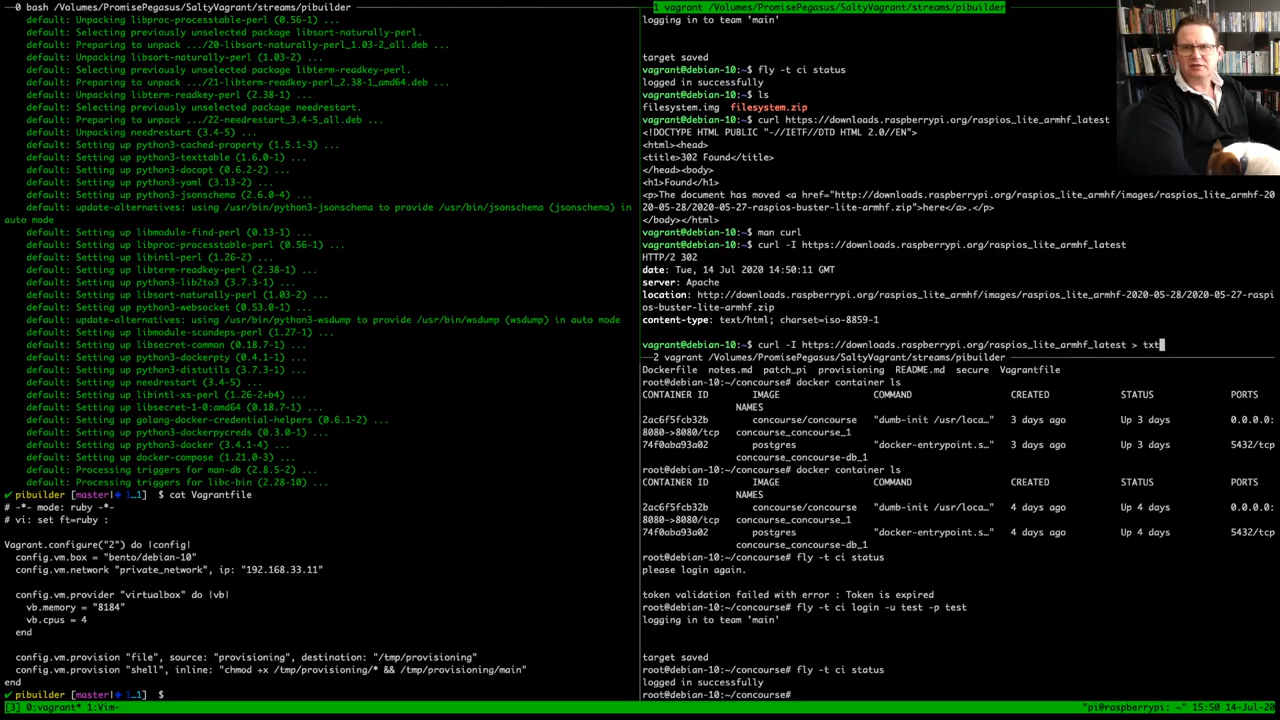 0 bash /Volumes/PromisePegasus/SaltyVagrant/streams/pibuilder
default: Unpacking libproc-processtable-perl (0.56-1) ...
default: Selecting previously unselected package libsort-naturally-perl.
default: Preparing to unpack .../20-libsort-naturally-perl_1.03-2_all.deb ...
default: Unpacking libsort-naturally-perl (1.03-2) ...
default: Selecting previously unselected package libterm-readkey-perl.
default: Preparing to unpack .../21-libterm-readkey-perl_2.38-1_amd64.deb ...
default: Unpacking libterm-readkey-perl (2.38-1) ...
default: Selecting previously unselected package needrestart.
default: Preparing to unpack .../22-needrestart_3.4-5_all.deb ...
default: Unpacking needrestart (3.4-5) ...
default: Setting up python3-cached-property (1.5.1-3) ...
default: Setting up python3-texttable (1.6.0-1) ...
default: Setting up python3-docopt (0.6.2-2) ...
default: Setting up python3-yaml (3.13-2) ...
default: Setting up python3-jsonschema (2.6.0-4) ...
default: update-alternatives: using /usr/bin/python3-jsonschema to provide /usr/bin/jsonschema (jsonschema) in
auto mode
default: Setting up libmodule-find-perl (0.13-1) ...
default: Setting up libproc-processtable-perl (0.56-1) ...
default: Setting up libintl-perl (1.26-2) ...
default: Setting up libterm-readkey-perl (2.38-1) ...
default: Setting up python3-lib2to3 (3.7.3-1) ...
default: Setting up libsort-naturally-perl (1.03-2) ...
default: Setting up python3-websocket (0.53.0-1) ...
default: update-alternatives: using /usr/bin/python3-wsdump to provide /usr/bin/wsdump (wsdump) in auto mode
default: Setting up libmodule-scandeps-perl (1.27-1) ...
default: Setting up libsecret-common (0.18.7-1) ...
default: Setting up python3-dockerpty (0.4.1-4) ...
default: Setting up python3-distutils (3.7.3-1) ...
default: Setting up needrestart (3.4-5) ...
default: Setting up libintl-xs-perl (1.26-2+b4) ...
default: Setting up libsecret-1-0:amd64 (0.18.7-1) ...
default: Setting up golang-docker-credential-helpers (0.6.1-2) ...
default: Setting up python3-dockerpycreds (0.3.0-1) ...
default: Setting up python3-docker (3.4.1-4) ...
default: Setting up docker-compose (1.21.0-3) ...
default: Processing triggers for man-db (2.8.5-2) ...
default: Processing triggers for libc-bin (2.28-10) ...
✔ pibuilder [master|✚ 1…1] $ cat Vagrantfile
# -*- mode: ruby -*-
# vi: set ft=ruby :
Vagrant.configure("2") do |config|
config.vm.box = "bento/debian-10"
config.vm.network "private_network", ip: "192.168.33.11"
config.vm.provider "virtualbox" do |vb|
vb.memory = "8184"
vb.cpus = 4
end
config.vm.provision "file", source: "provisioning", destination: "/tmp/provisioning"
config.vm.provision "shell", inline: "chmod +x /tmp/provisioning/* && /tmp/provisioning/main"
end
✔ pibuilder [master|✚ 1…1] $
1 vagrant /Volumes/PromisePegasus/SaltyVagrant/streams/pibuilder
logging in to team 'main'
target saved
vagrant@debian-10:~$ fly -t ci status
logged in successfully
vagrant@debian-10:~$ ls
filesystem.img filesystem.zip
vagrant@debian-10:~$ curl https://downloads.raspberrypi.org/raspios_lite_armhf_latest
<!DOCTYPE HTML PUBLIC "-//IETF//DTD HTML 2.0//EN">
<html><head>
<title>302 Found</title>
</head><body>
<h1>Found</h1>
<p>The document has moved <a href="http://downloads.raspberrypi.org/raspios_lite_armhf/images/raspios_lite_armhf-20
20-05-28/2020-05-27-raspios-buster-lite-armhf.zip">here</a>.</p>
</body></html>
vagrant@debian-10:~$ man curl
vagrant@debian-10:~$ curl -I https://downloads.raspberrypi.org/raspios_lite_armhf_latest
HTTP/2 302
date: Tue, 14 Jul 2020 14:50:11 GMT
server: Apache
location: http://downloads.raspberrypi.org/raspios_lite_armhf/images/raspios_lite_armhf-2020-05-28/2020-05-27-raspi
os-buster-lite-armhf.zip
content-type: text/html; charset=iso-8859-1
vagrant@debian-10:~$ curl -I https://downloads.raspberrypi.org/raspios_lite_armhf_latest > txt
2 vagrant /Volumes/PromisePegasus/SaltyVagrant/streams/pibuilder
Dockerfile notes.md patch_pi provisioning README.md secure Vagrantfile
root@debian-10:~/concourse# docker container ls
CONTAINER ID IMAGE COMMAND CREATED STATUS PORTS
NAMES
2ac6f5fcb32b concourse/concourse "dumb-init /usr/loca…" 3 days ago Up 3 days 0.0.0.0:
8080->8080/tcp concourse_concourse_1
74f0aba93a02 postgres "docker-entrypoint.s…" 3 days ago Up 3 days 5432/tcp
concourse_concourse-db_1
root@debian-10:~/concourse# docker container ls
CONTAINER ID IMAGE COMMAND CREATED STATUS PORTS
NAMES
2ac6f5fcb32b concourse/concourse "dumb-init /usr/loca…" 4 days ago Up 4 days 0.0.0.0:
8080->8080/tcp concourse_concourse_1
74f0aba93a02 postgres "docker-entrypoint.s…" 4 days ago Up 4 days 5432/tcp
concourse_concourse-db_1
root@debian-10:~/concourse# fly -t ci status
please login again.
token validation failed with error : Token is expired
root@debian-10:~/concourse# fly -t ci login -u test -p test
logging in to team 'main'
target saved
root@debian-10:~/concourse# fly -t ci status
logged in successfully
root@debian-10:~/concourse#
[3] 0:vagrant* 1:Vim- "pi@raspberrypi: ~" 15:50 14-Jul-20